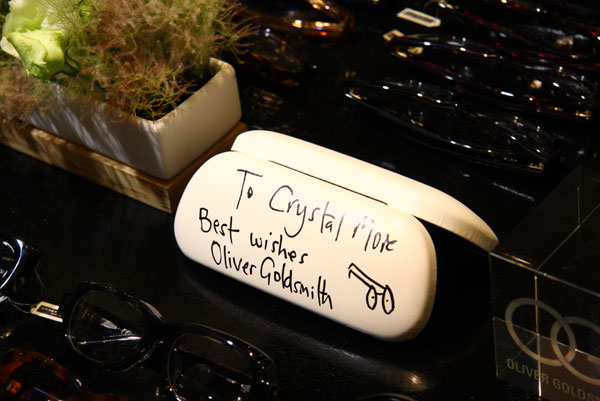 To Crystal More
Best wishes
Oliver Goldsmith
OLIVER GOLDS